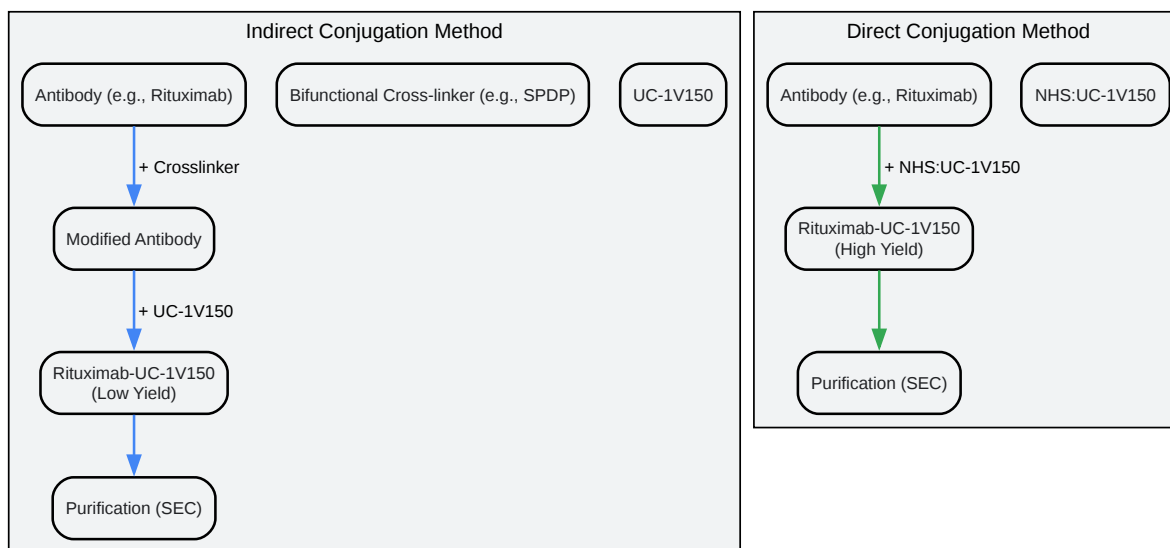 Indirect Conjugation Method
Antibody (e.g., Rituximab)
Bifunctional Cross-linker (e.g., SPDP)
UC-1V150
+ Crosslinker
Modified Antibody
+ UC-1V150
Rituximab-UC-1V150
(Low Yield)
Purification (SEC)
Direct Conjugation Method
Antibody (e.g., Rituximab)
NHS:UC-1V150
+ NHS:UC-1V150
Rituximab-UC-1V150
(High Yield)
Purification (SEC)